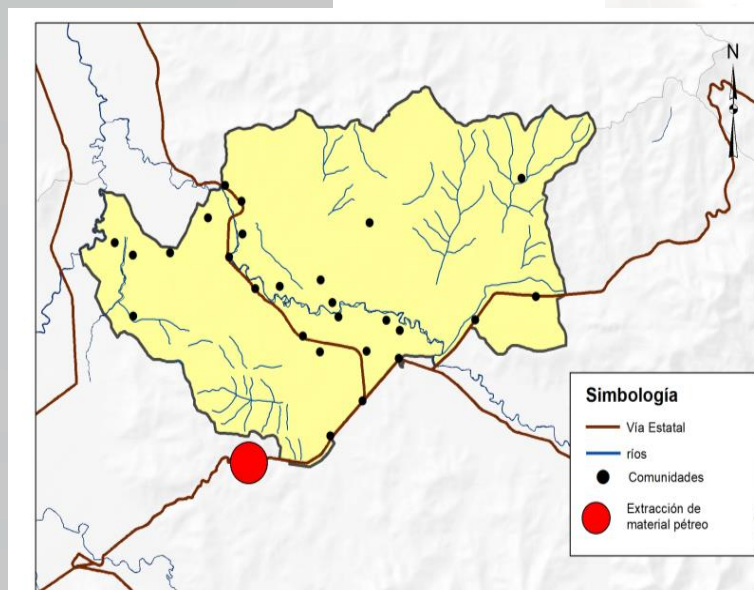 N
Simbología
Vía Estatal
ríos
Comunidades
Extracción de
material pétreo